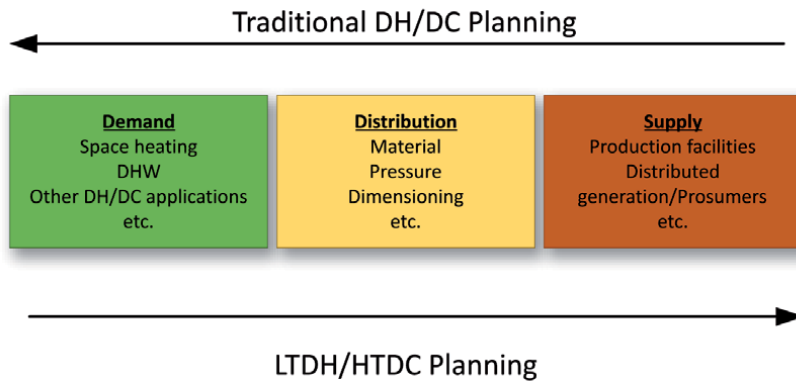 Traditional DH/DC Planning
Demand
Space heating
DHW
Other DH/DC applications
etc.
Distribution
Material
Pressure
Dimensioning
etc.
Supply
Production facilities
Distributed
generation/Prosumers
etc.
LTDH/HTDC Planning